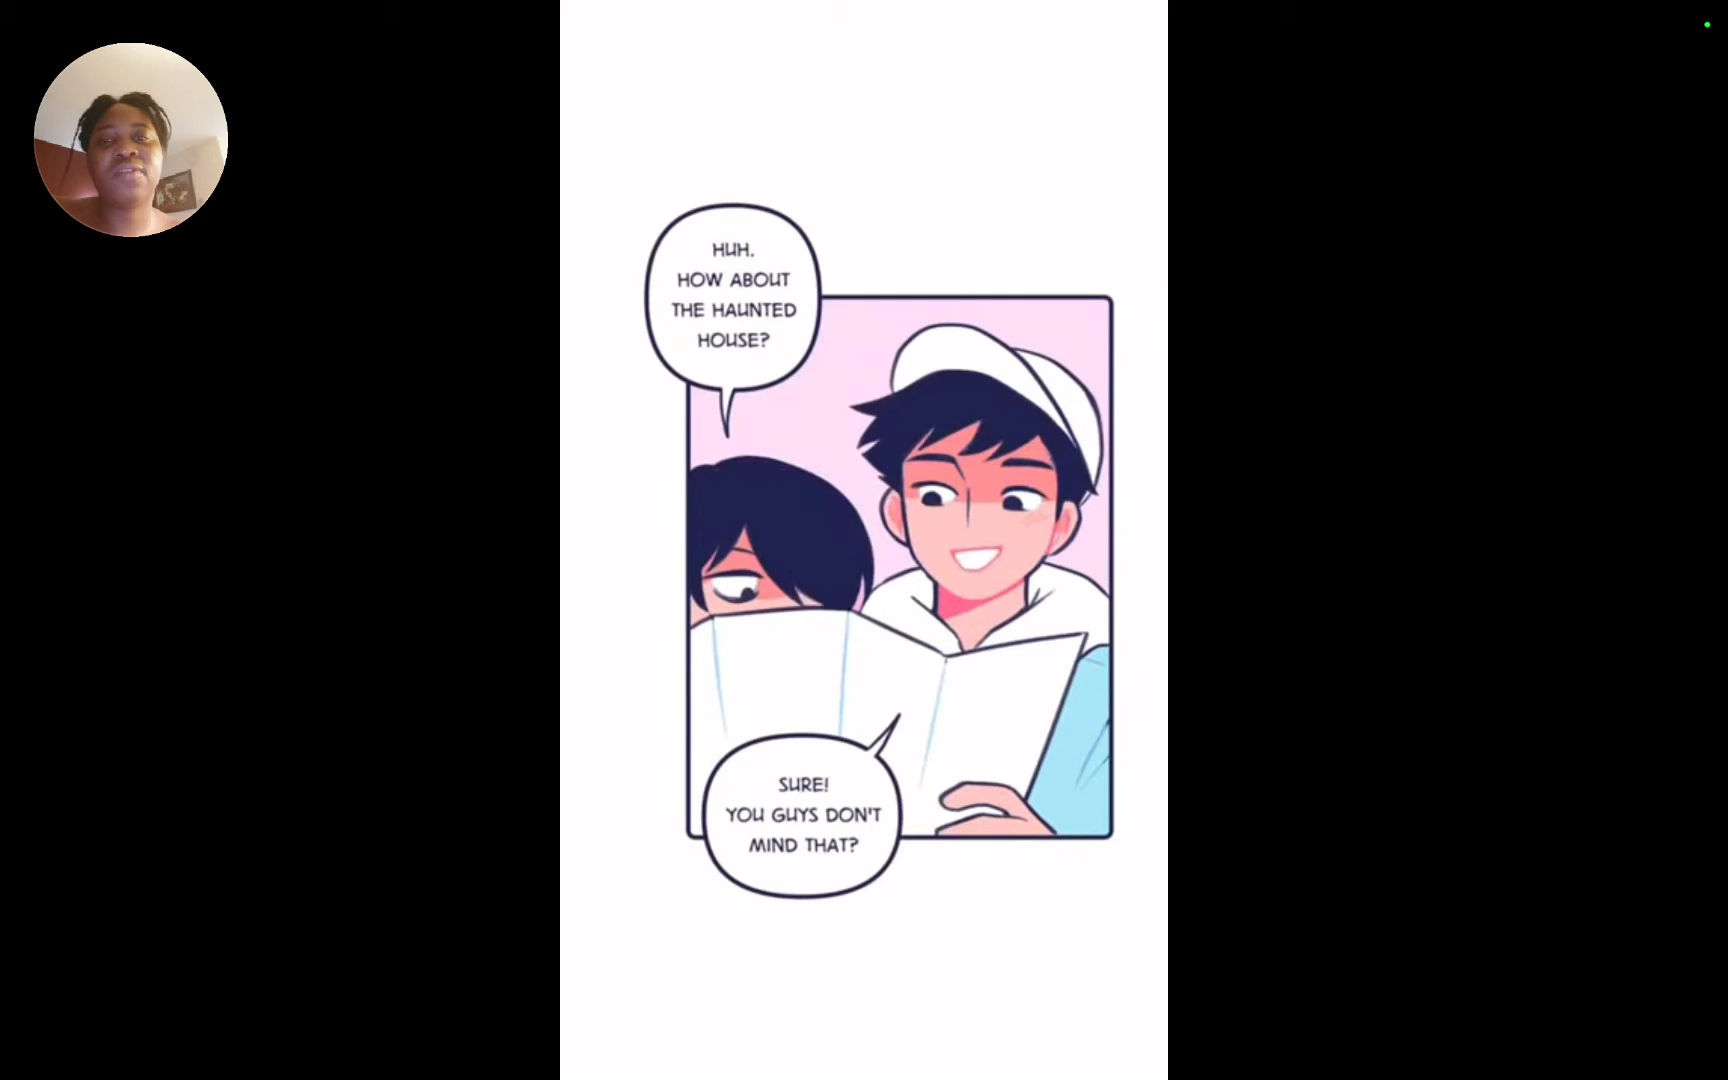 HUH.
HOW ABOUT
THE HAUNTED
HOUSE?
SURE!
YOU GUYS DON'T
MIND THAT?